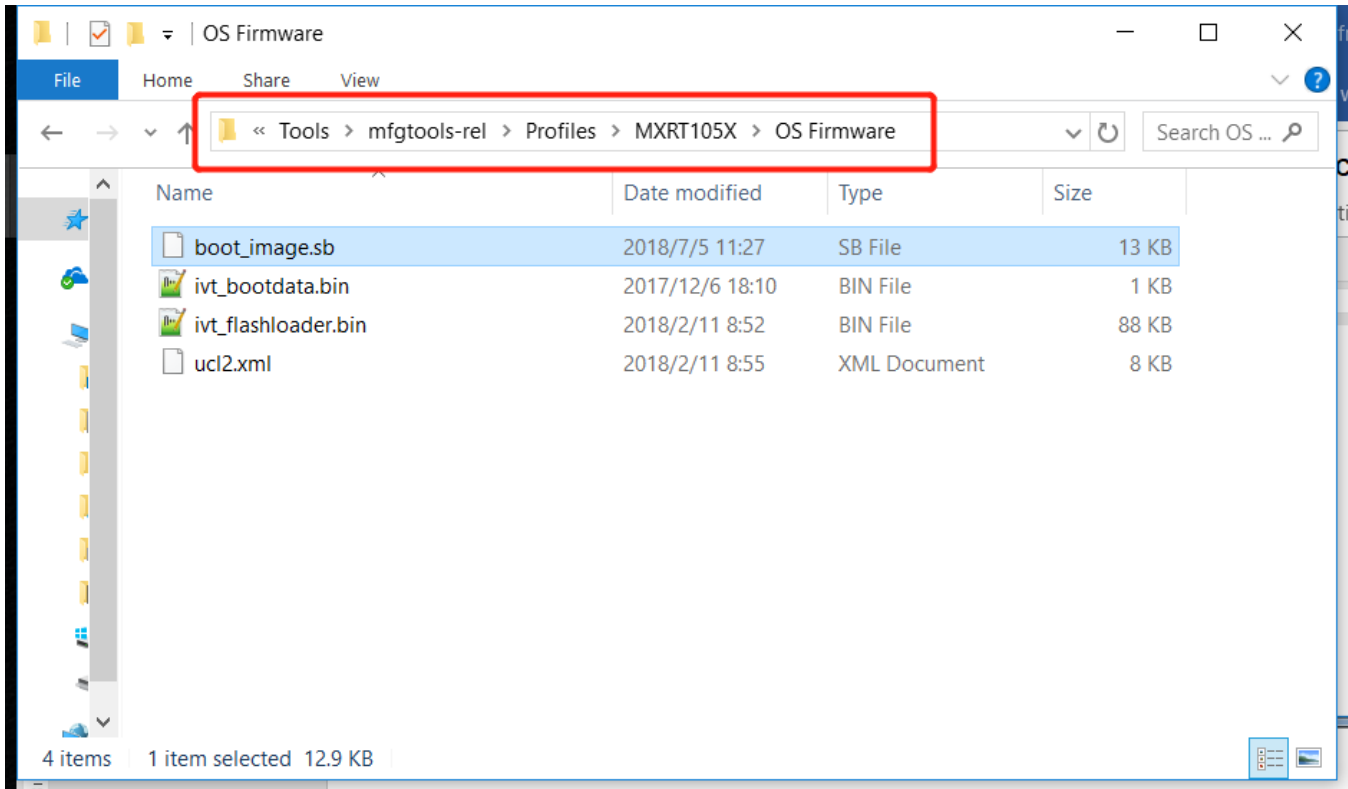 OS Firmware
File Home Share View
« Tools > mfgtools-rel > Profiles > MXRT105X > OS Firmware Search OS ...
Name Date modified Type Size
boot_image.sb 2018/7/5 11:27 SB File 13 KB
ivt_bootdata.bin 2017/12/6 18:10 BIN File 1 KB
ivt_flashloader.bin 2018/2/11 8:52 BIN File 88 KB
ucl2.xml 2018/2/11 8:55 XML Document 8 KB
4 items 1 item selected 12.9 KB